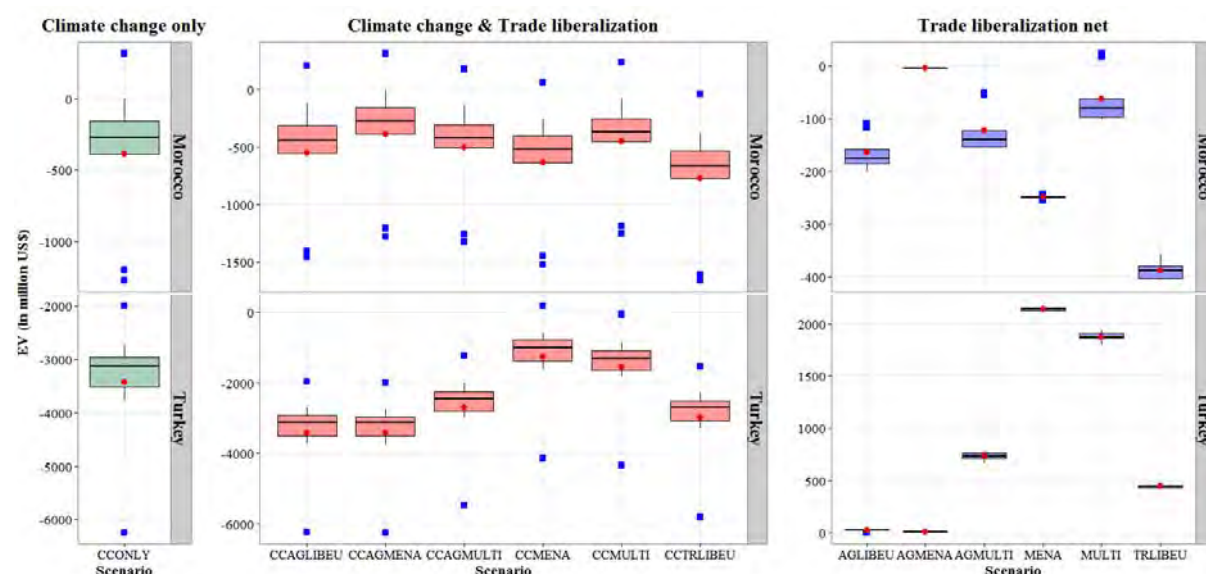 Climate change only
Climate change & Trade liberalization
Trade liberalization net
EV (in million US$)
0
-500
-1000
Morocco
-2000
-3000
-4000
-5000
-6000
Turkey
CCONLY
Scenario
0
-500
-1000
-1500
Morocco
0
-2000
-4000
-6000
Turkey
CCAGLIBEU CCAGMENA CCAGMULTI CCMENA CCMULTI CCTRLIBEU
Scenario
0
-100
-200
-300
-400
Morocco
2000
1500
1000
500
0
Turkey
AGLIBEU AGMENA AGMULTI MENA MULTI TRLIBEU
Scenario